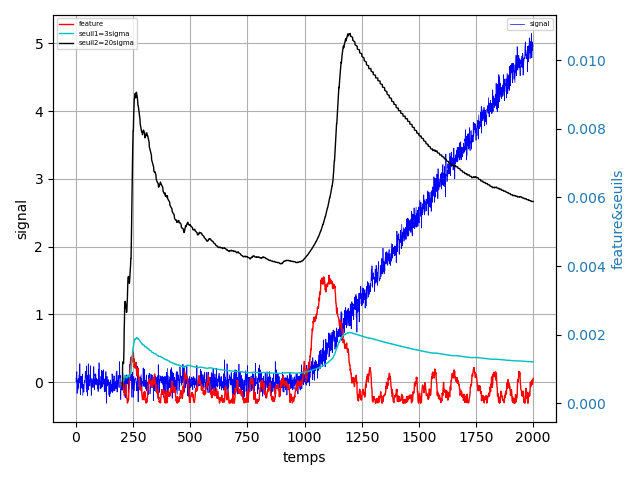 feature
seuil1=3sigma
seuil2=20sigma
signal
5
4
3
2
1
0
0.010
0.008
0.006
0.004
0.002
0.000
signal
feature&seuils
0 250 500 750 1000 1250 1500 1750 2000
temps